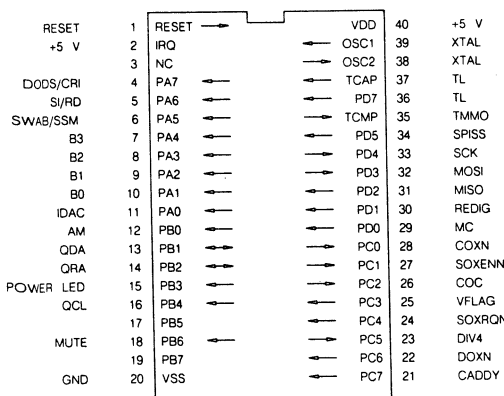 RESET 1 RESET VDD 40 +5 V
+5 V 2 IRQ OSC1 39 XTAL
3 NC OSC2 38 XTAL
DODS/CRI 4 PA7 TCAP 37 TL
SI/RD 5 PA6 PD7 36 TL
SWAB/SSM 6 PA5 TCMP 35 TMMO
B3 7 PA4 PD5 34 SPISS
B2 8 PA3 PD4 33 SCK
B1 9 PA2 PD3 32 MOSI
B0 10 PA1 PD2 31 MISO
IDAC 11 PA0 PD1 30 REDIG
AM 12 PB0 PD0 29 MC
QDA 13 PB1 PC0 28 COXN
QRA 14 PB2 PC1 27 SOXENN
POWER LED 15 PB3 PC2 26 COC
QCL 16 PB4 PC3 25 VFLAG
17 PB5 PC4 24 SOXRQN
MUTE 18 PB6 PC5 23 DIV4
19 PB7 PC6 22 DOXN
GND 20 VSS PC7 21 CADDY